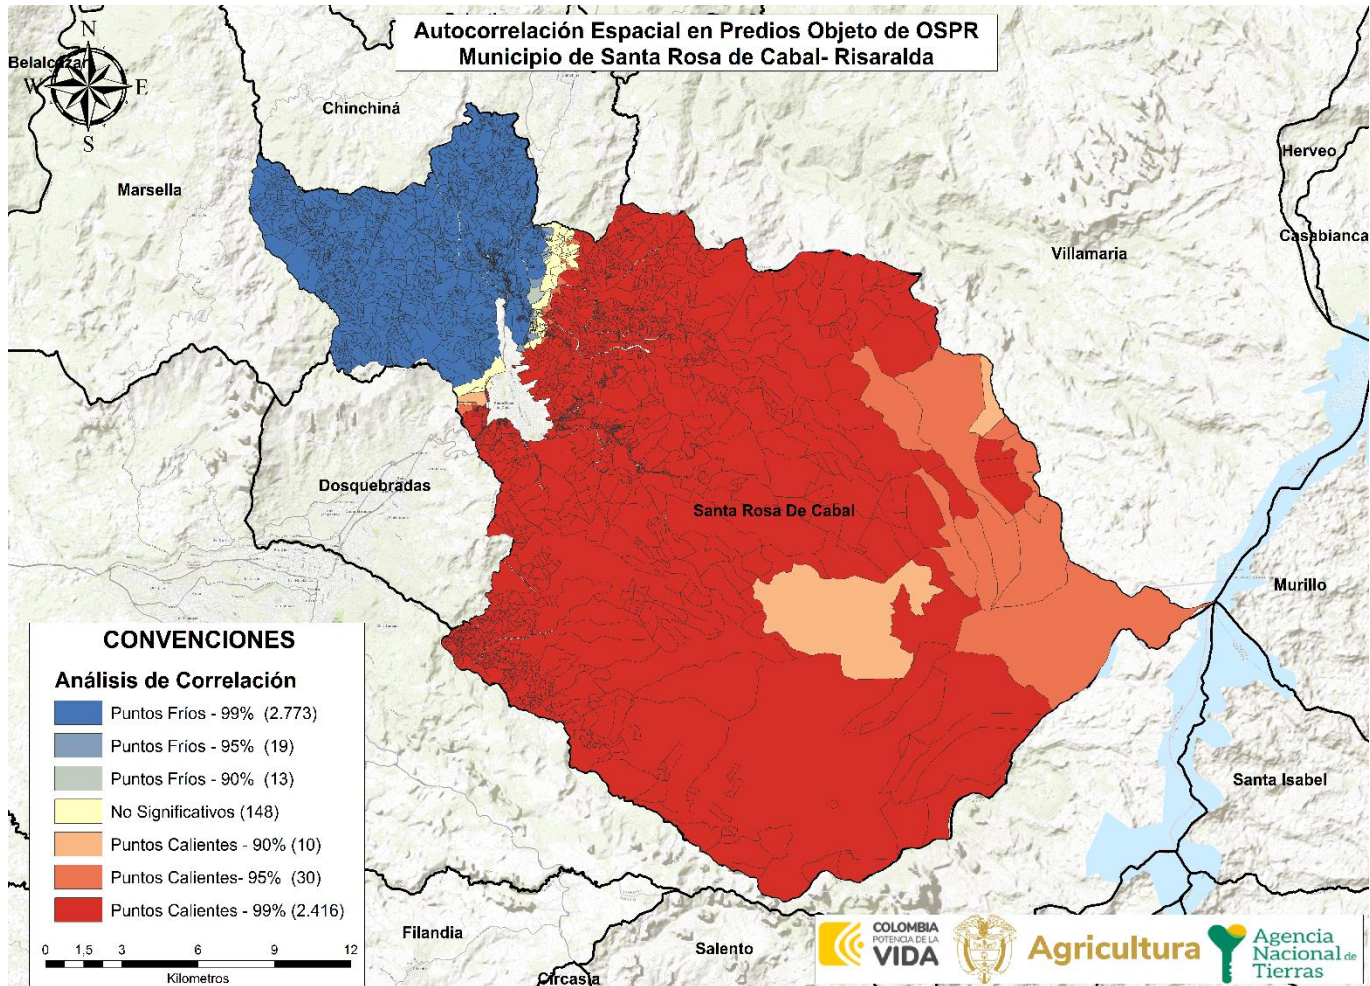 Autocorrelación Espacial en Predios Objeto de OSPR
Municipio de Santa Rosa de Cabal- Risaralda
N
W
E
S
Belalcázar
Chinchiná
Marsella
Herveo
Casabianca
Villamaria
Dosquebradas
Santa Rosa De Cabal
Murillo
Santa Isabel
Filandia
Salento
Circasia
CONVENCIONES
Análisis de Correlación
Puntos Fríos - 99% (2.773)
Puntos Fríos - 95% (19)
Puntos Fríos - 90% (13)
No Significativos (148)
Puntos Calientes - 90% (10)
Puntos Calientes- 95% (30)
Puntos Calientes - 99% (2.416)
0 1,5 3 6 9 12
Kilometros
COLOMBIA
POTENCIA DE LA
VIDA
Agricultura
Agencia
Nacional de
Tierras